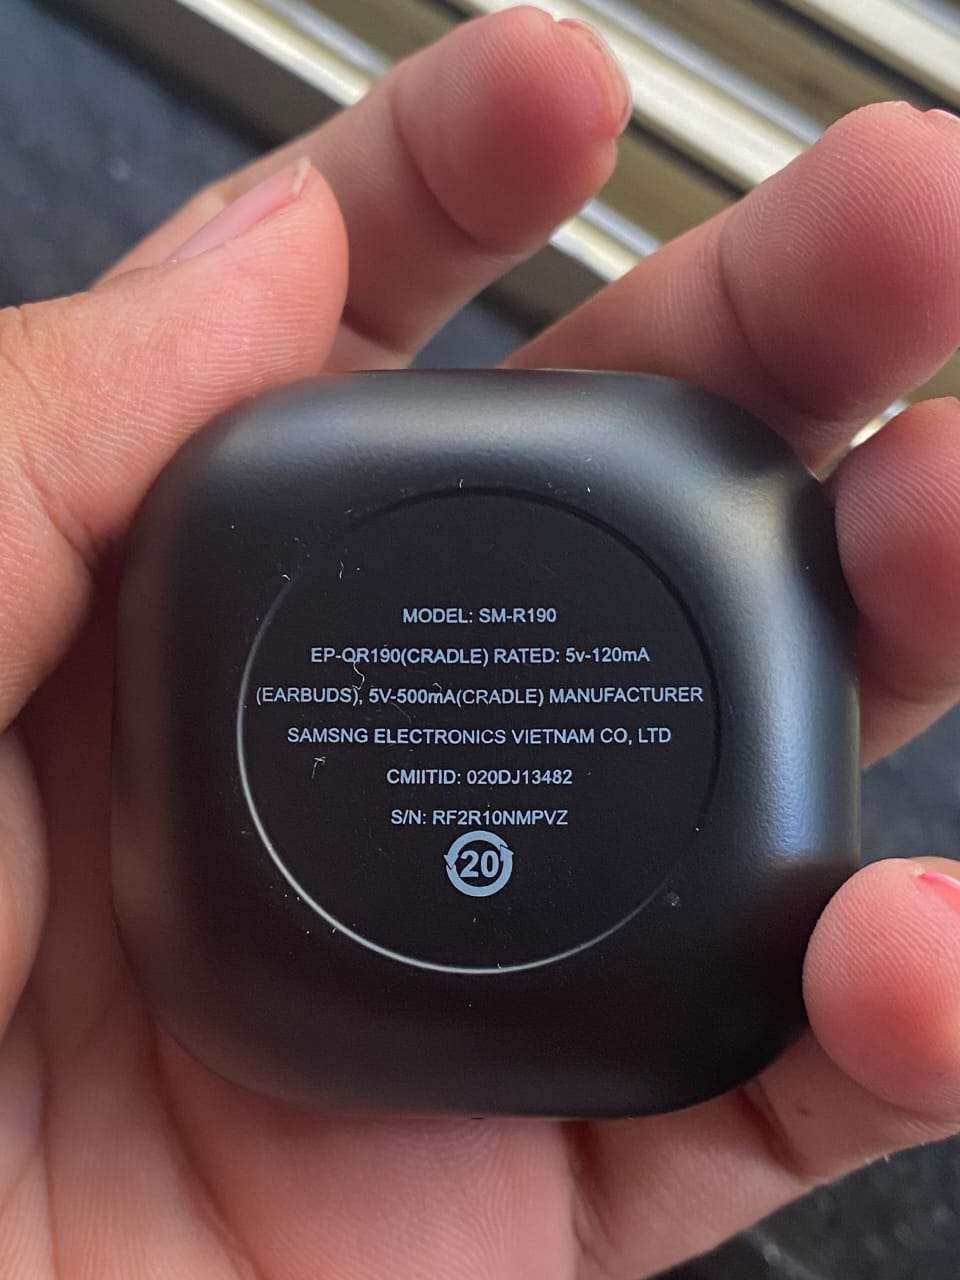 MODEL: SM-R190
EP-QR190(CRADLE) RATED: 5v-120mA
(EARBUDS), 5V-500mA(CRADLE) MANUFACTURER
SAMSNG ELECTRONICS VIETNAM CO, LTD
CMIITID: 020DJ13482
S/N: RF2R10NMPVZ
20